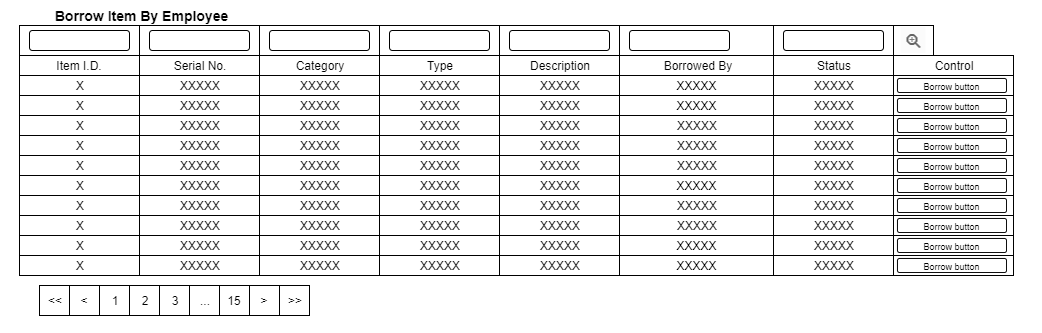 Borrow Item By Employee
Item I.D. Serial No. Category Type Description Borrowed By Status Control
X XXXXX XXXXX XXXXX XXXXX XXXXX XXXXX Borrow button
X XXXXX XXXXX XXXXX XXXXX XXXXX XXXXX Borrow button
X XXXXX XXXXX XXXXX XXXXX XXXXX XXXXX Borrow button
X XXXXX XXXXX XXXXX XXXXX XXXXX XXXXX Borrow button
X XXXXX XXXXX XXXXX XXXXX XXXXX XXXXX Borrow button
X XXXXX XXXXX XXXXX XXXXX XXXXX XXXXX Borrow button
X XXXXX XXXXX XXXXX XXXXX XXXXX XXXXX Borrow button
X XXXXX XXXXX XXXXX XXXXX XXXXX XXXXX Borrow button
X XXXXX XXXXX XXXXX XXXXX XXXXX XXXXX Borrow button
X XXXXX XXXXX XXXXX XXXXX XXXXX XXXXX Borrow button
<< < 1 2 3 ... 15 > >>